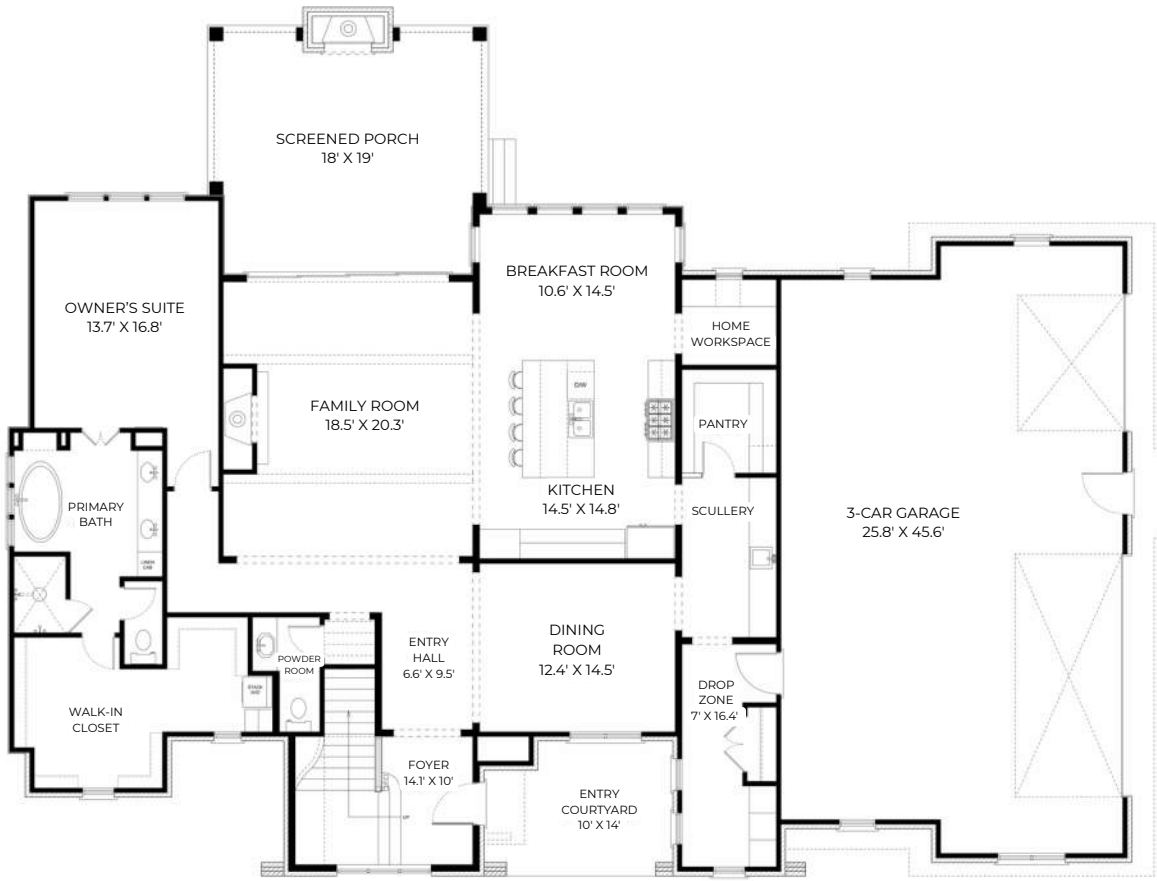 SCREENED PORCH
18' X 19'
OWNER'S SUITE
13.7' X 16.8'
BREAKFAST ROOM
10.6' X 14.5'
HOME
WORKSPACE
FAMILY ROOM
18.5' X 20.3'
D/W
PANTRY
KITCHEN
14.5' X 14.8'
SCULLERY
3-CAR GARAGE
25.8' X 45.6'
PRIMARY
BATH
LINEN
CAB
ENTRY
HALL
6.6' X 9.5'
DINING
ROOM
12.4' X 14.5'
POWDER
ROOM
DROP
ZONE
7' X 16.4'
WALK-IN
CLOSET
FOYER
14.1' X 10'
ENTRY
COURTYARD
10' X 14'
UP